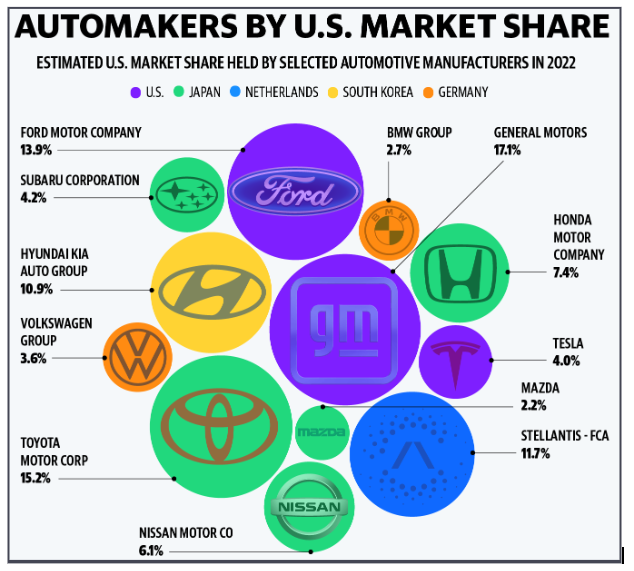 AUTOMAKERS BY U.S. MARKET SHARE
ESTIMATED U.S. MARKET SHARE HELD BY SELECTED AUTOMOTIVE MANUFACTURERS IN 2022
U.S. JAPAN NETHERLANDS SOUTH KOREA GERMANY
FORD MOTOR COMPANY
13.9%
BMW GROUP
2.7%
GENERAL MOTORS
17.1%
SUBARU CORPORATION
4.2%
Ford
BMW
HONDA
MOTOR
COMPANY
7.4%
HYUNDAI KIA
AUTO GROUP
10.9%
gm
VOLKSWAGEN
GROUP
3.6%
TESLA
4.0%
MAZDA
2.2%
mazda
STELLANTIS - FCA
11.7%
TOYOTA
MOTOR CORP
15.2%
NISSAN
NISSAN MOTOR CO
6.1%